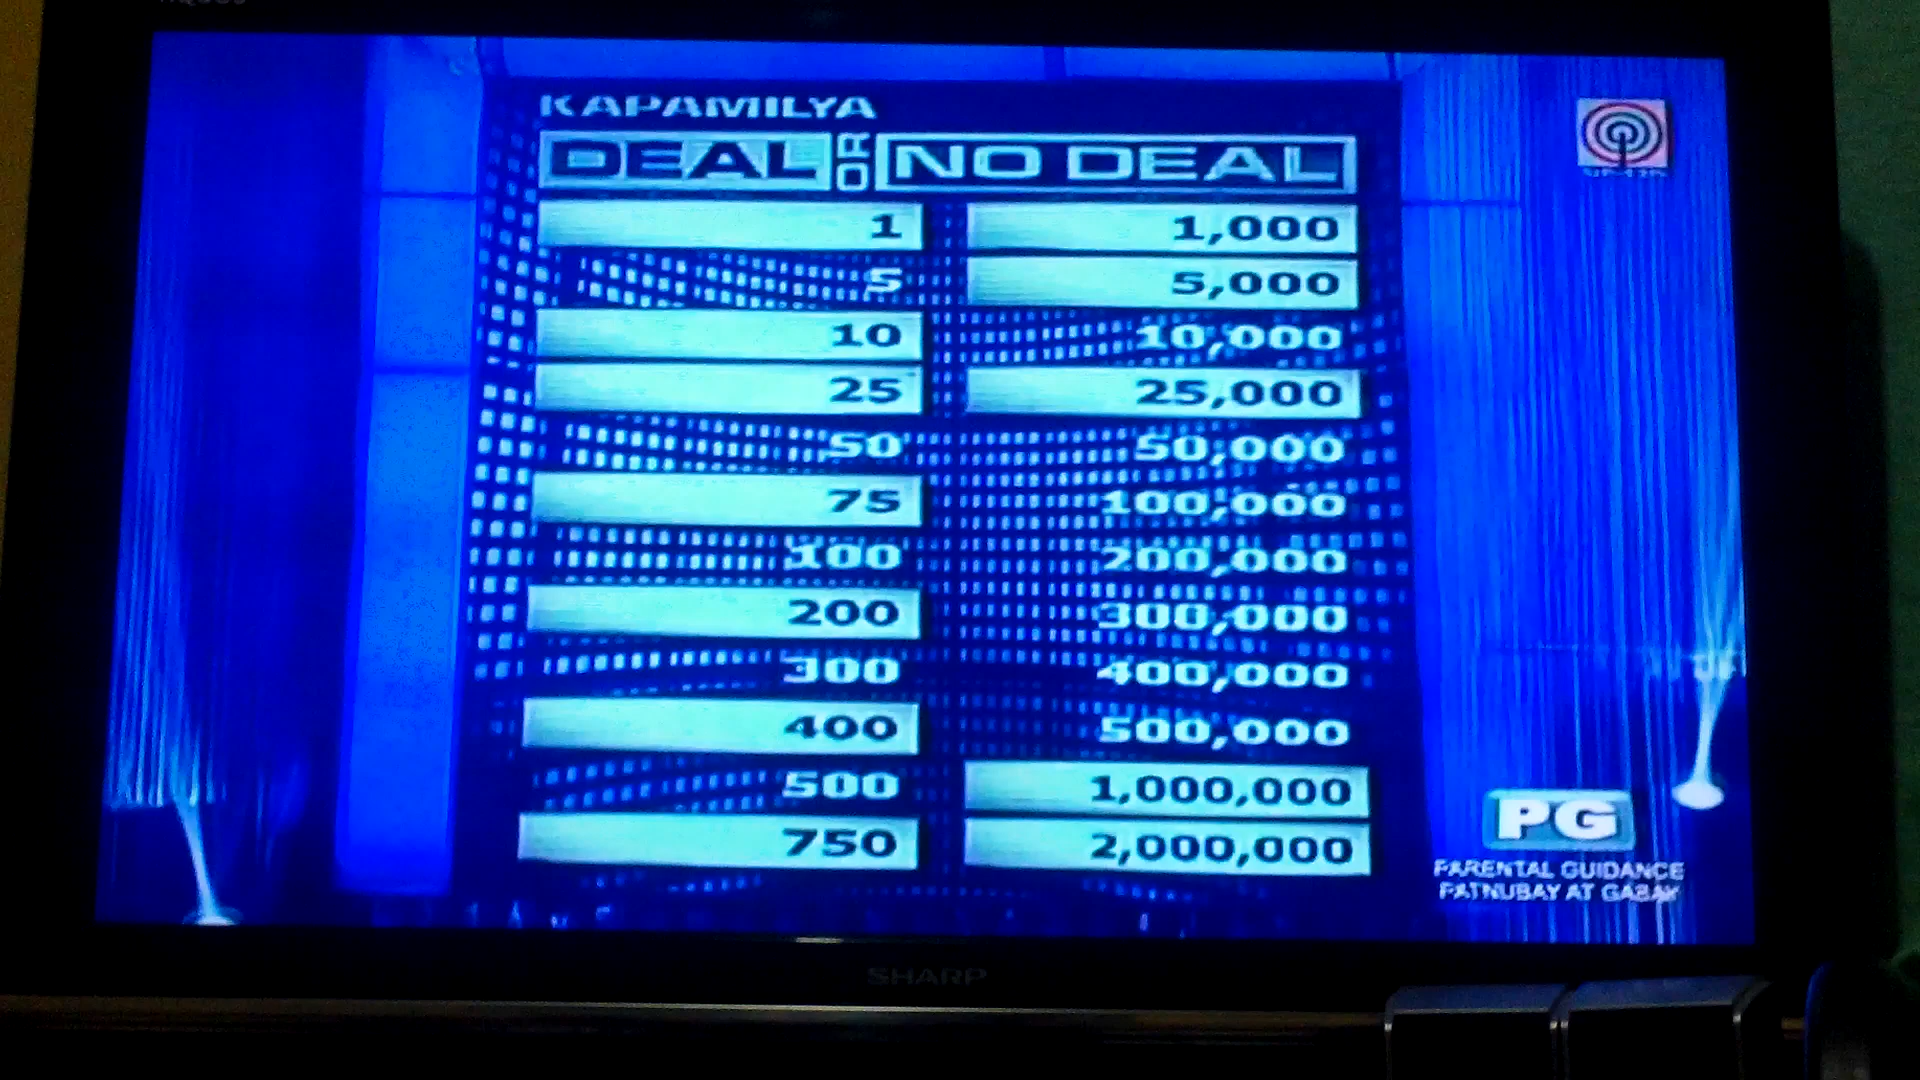 KAPAMILYA
DEAL OR NO DEAL
1 1,000
5 5,000
10 10,000
25 25,000
50 50,000
75 100,000
100 200,000
200 300,000
300 400,000
400 500,000
500 1,000,000
750 2,000,000
PG
PARENTAL GUIDANCE
PATNUBAY AT GABAY
SHARP